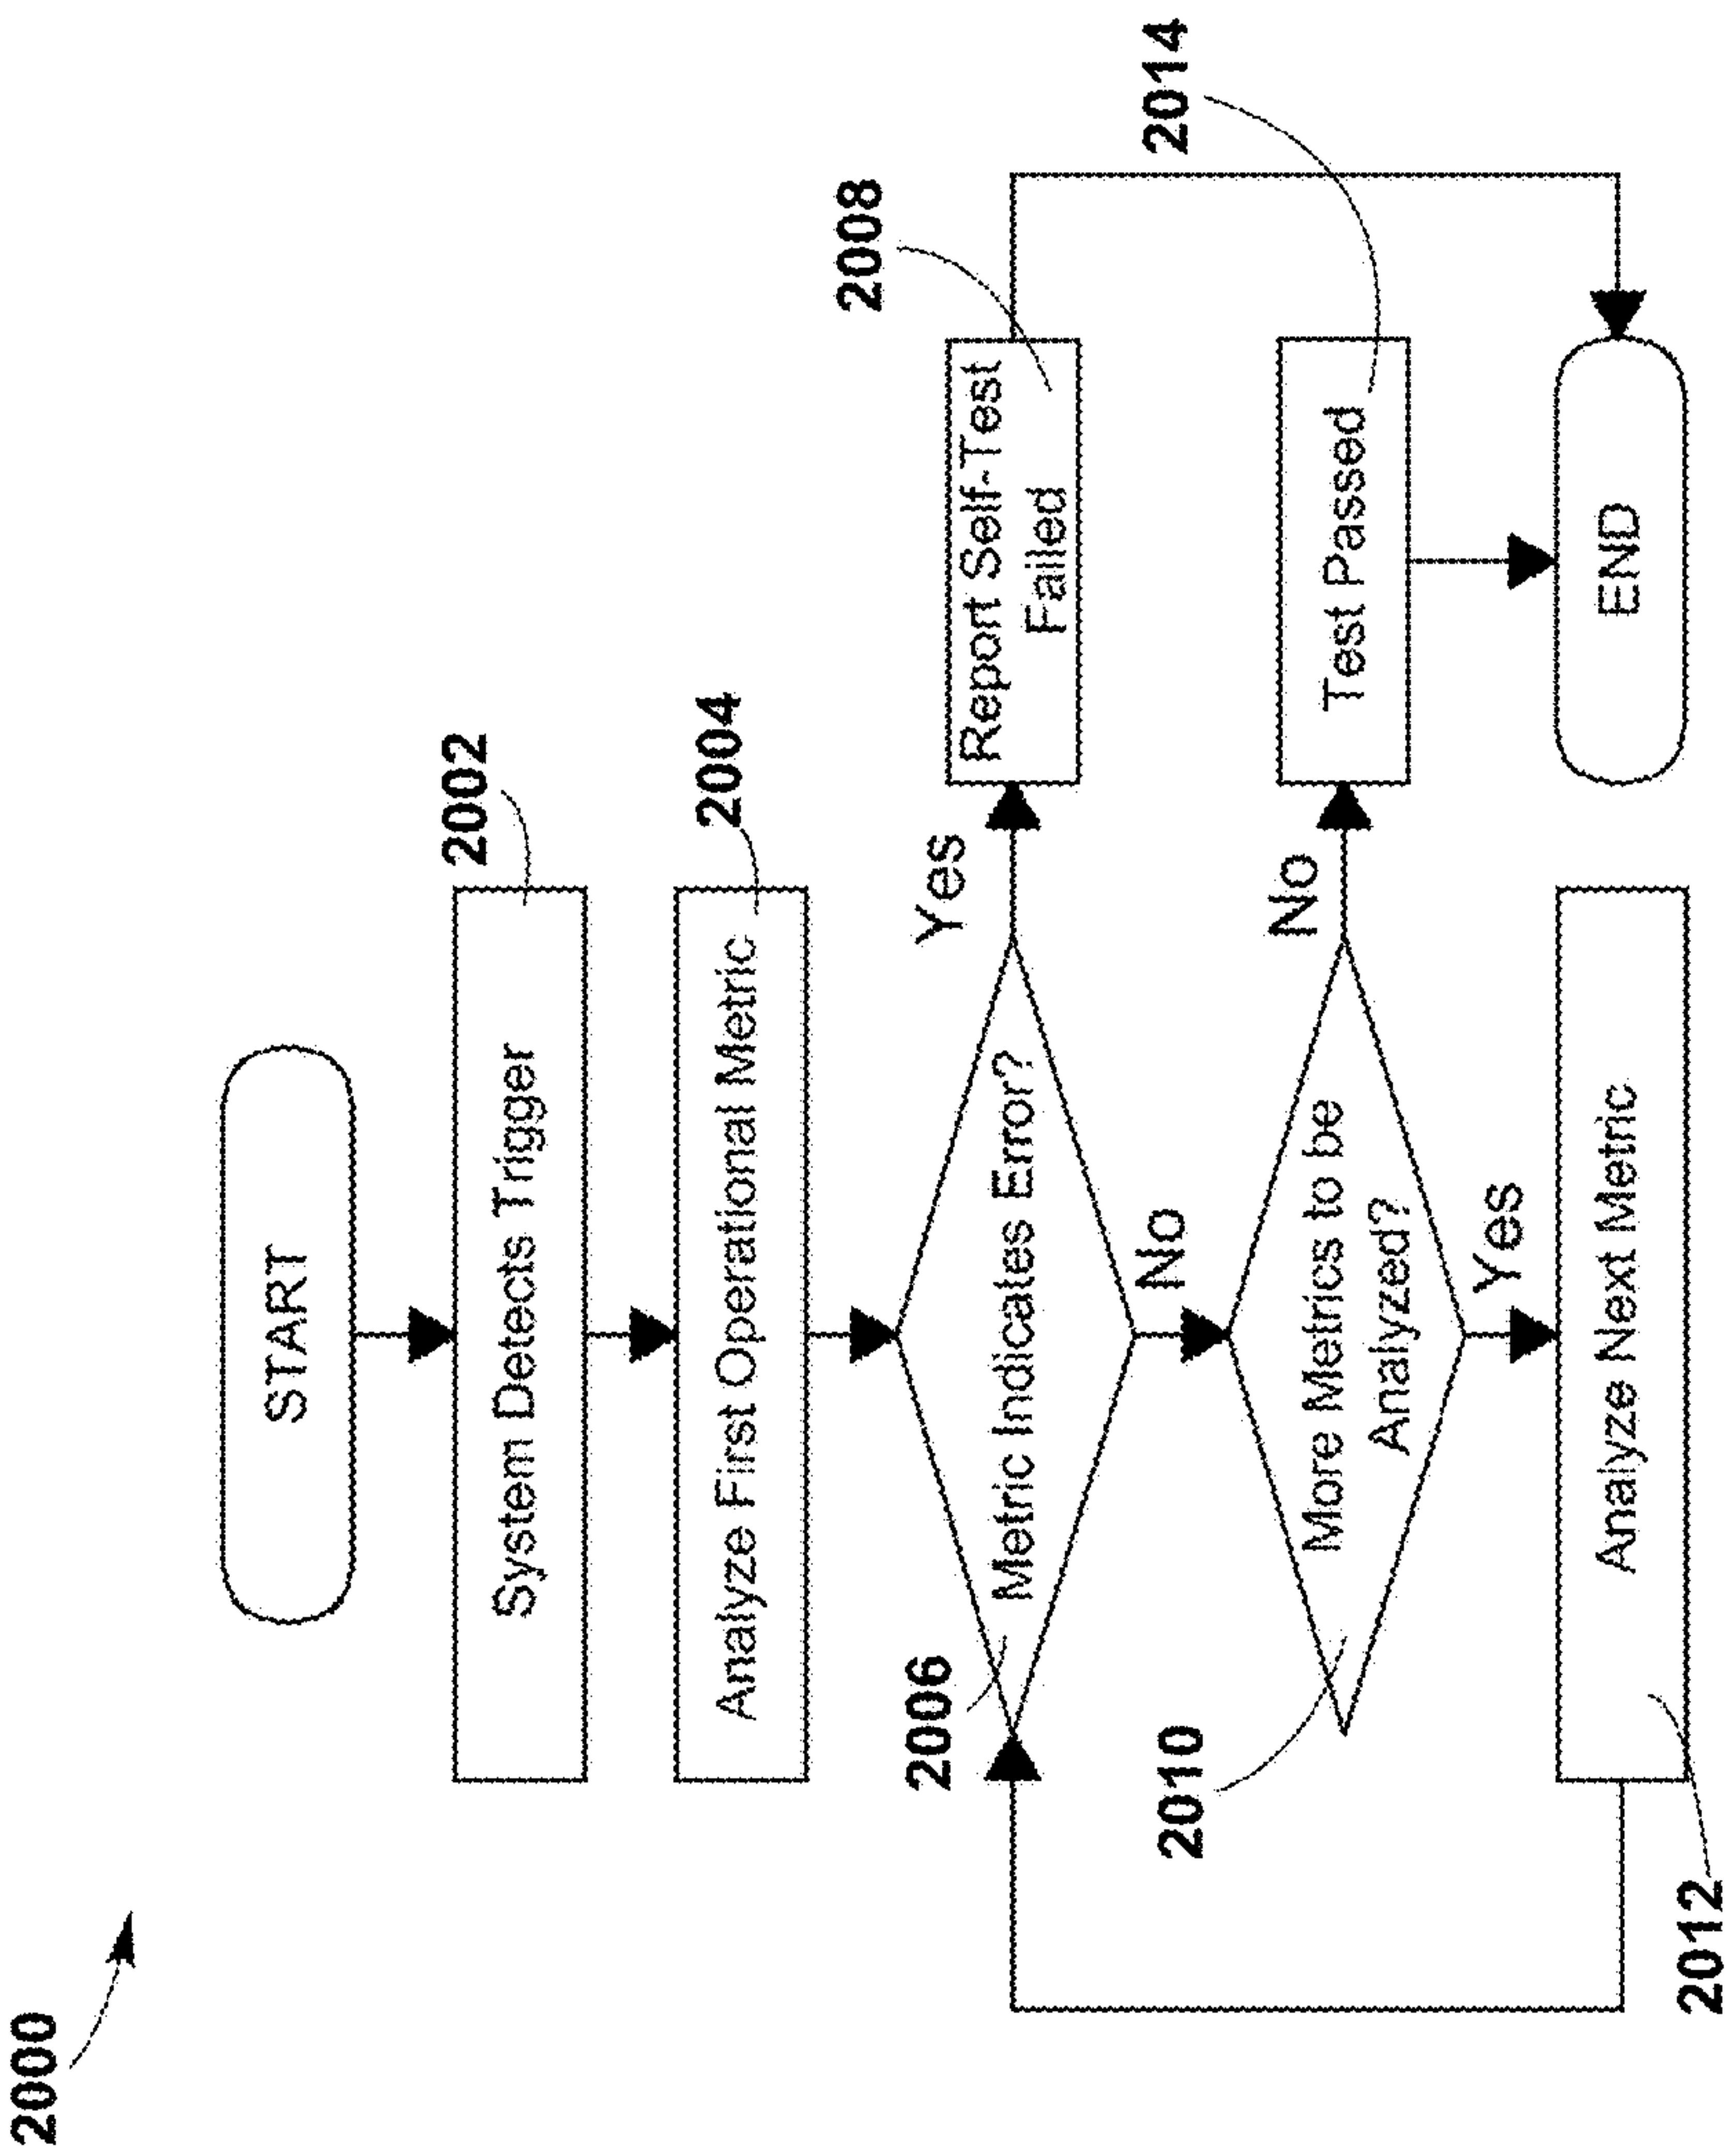 2000
START
2002
System Detects Trigger
2004
Analyze First Operational Metric
2006
Metric Indicates Error?
Yes
2008
Report Self-Test
Failed
No
2010
More Metrics to be
Analyzed?
No
2014
Test Passed
Yes
2012
Analyze Next Metric
END